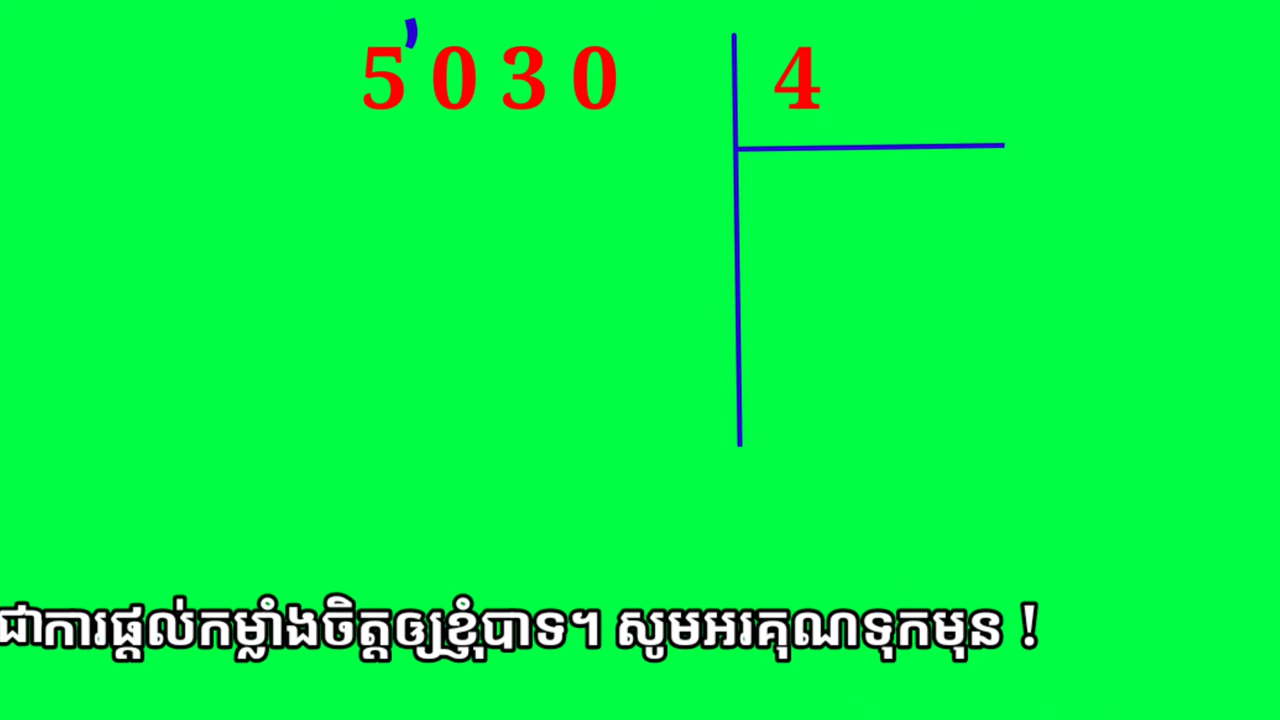 5'030 4
ជាការផ្តល់កម្លាំងចិត្តឲ្យខ្ញុំបាទ។ សូមអរគុណទុកមុន !